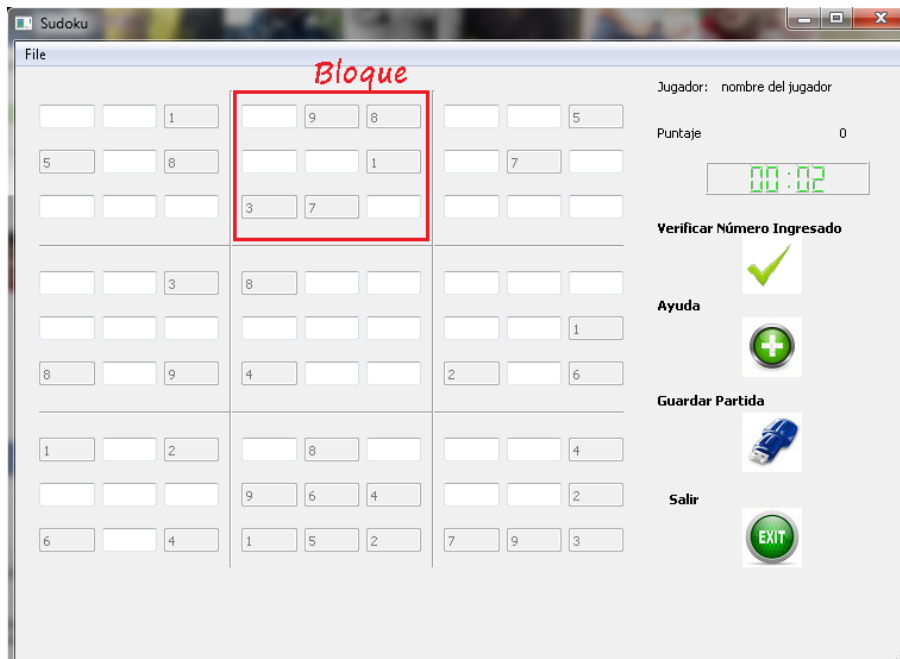 Sudoku
File
Bloque
1 9 8 5
5 8 1 7
3 7
3 8
1
8 9 4 2 6
1 2 8 4
9 6 4 2
6 4 1 5 2 7 9 3
Jugador: nombre del jugador
Puntaje 0
00:02
Verificar Número Ingresado
Ayuda
Guardar Partida
Salir
EXIT